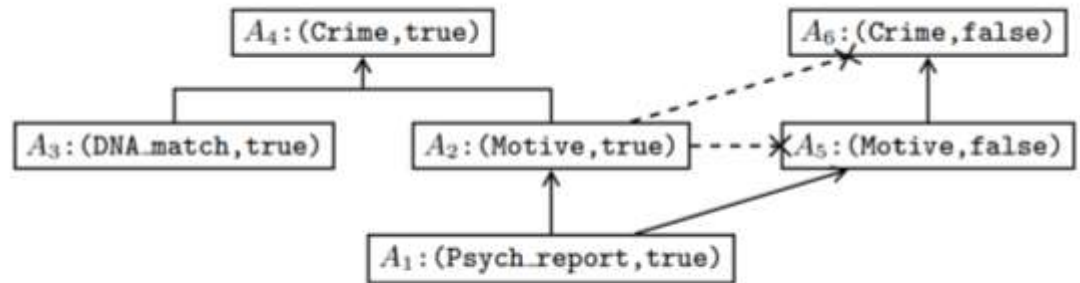 A4:(Crime,true)
A6:(Crime,false)
A3:(DNA_match,true)
A2:(Motive,true)
A5:(Motive,false)
A1:(Psych_report,true)